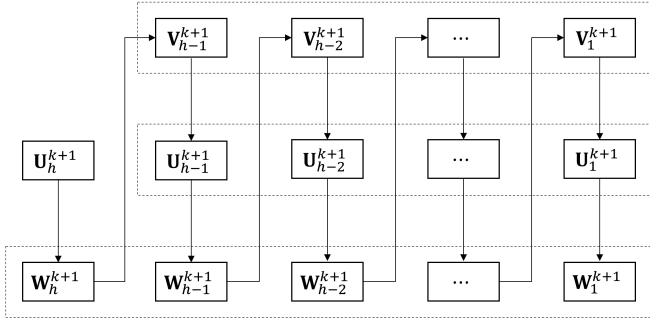 V_{h-1}^{k+1} V_{h-2}^{k+1} ... V_1^{k+1}
U_h^{k+1} U_{h-1}^{k+1} U_{h-2}^{k+1} ... U_1^{k+1}
W_h^{k+1} W_{h-1}^{k+1} W_{h-2}^{k+1} ... W_1^{k+1}